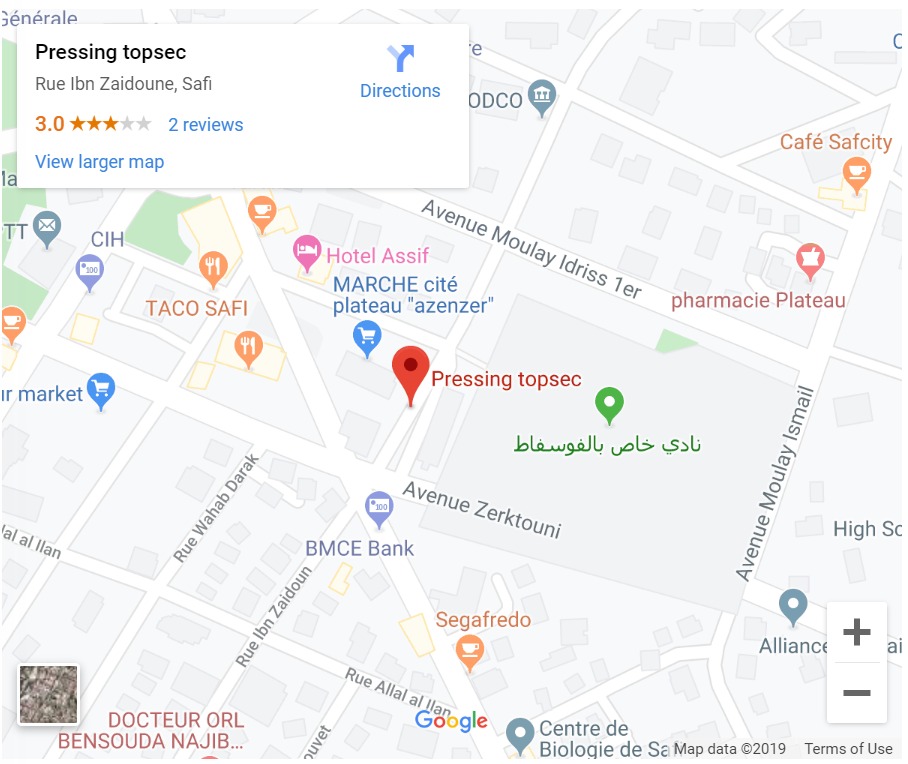 Générale
Pressing topsec
Rue Ibn Zaidoune, Safi
3.0
2 reviews
View larger map
Directions
ODCO
Café Safcity
TT
CIH
100
Hotel Assif
MARCHE cité
plateau "azenzer"
TACO SAFI
Avenue Moulay Idriss 1er
pharmacie Plateau
Pressing topsec
market
نادي خاص بالفوسفاط
Avenue Moulay Ismail
Avenue Zerktouni
Rue Wahab Darak
100
BMCE Bank
High Sc
al Ilan
Rue Ibn Zaidoun
Segafredo
Alliance
Rue Allal al Ilan
Google
DOCTEUR ORL
BENSOUDA NAJIB...
Centre de
Biologie de Sa
Map data ©2019
Terms of Use